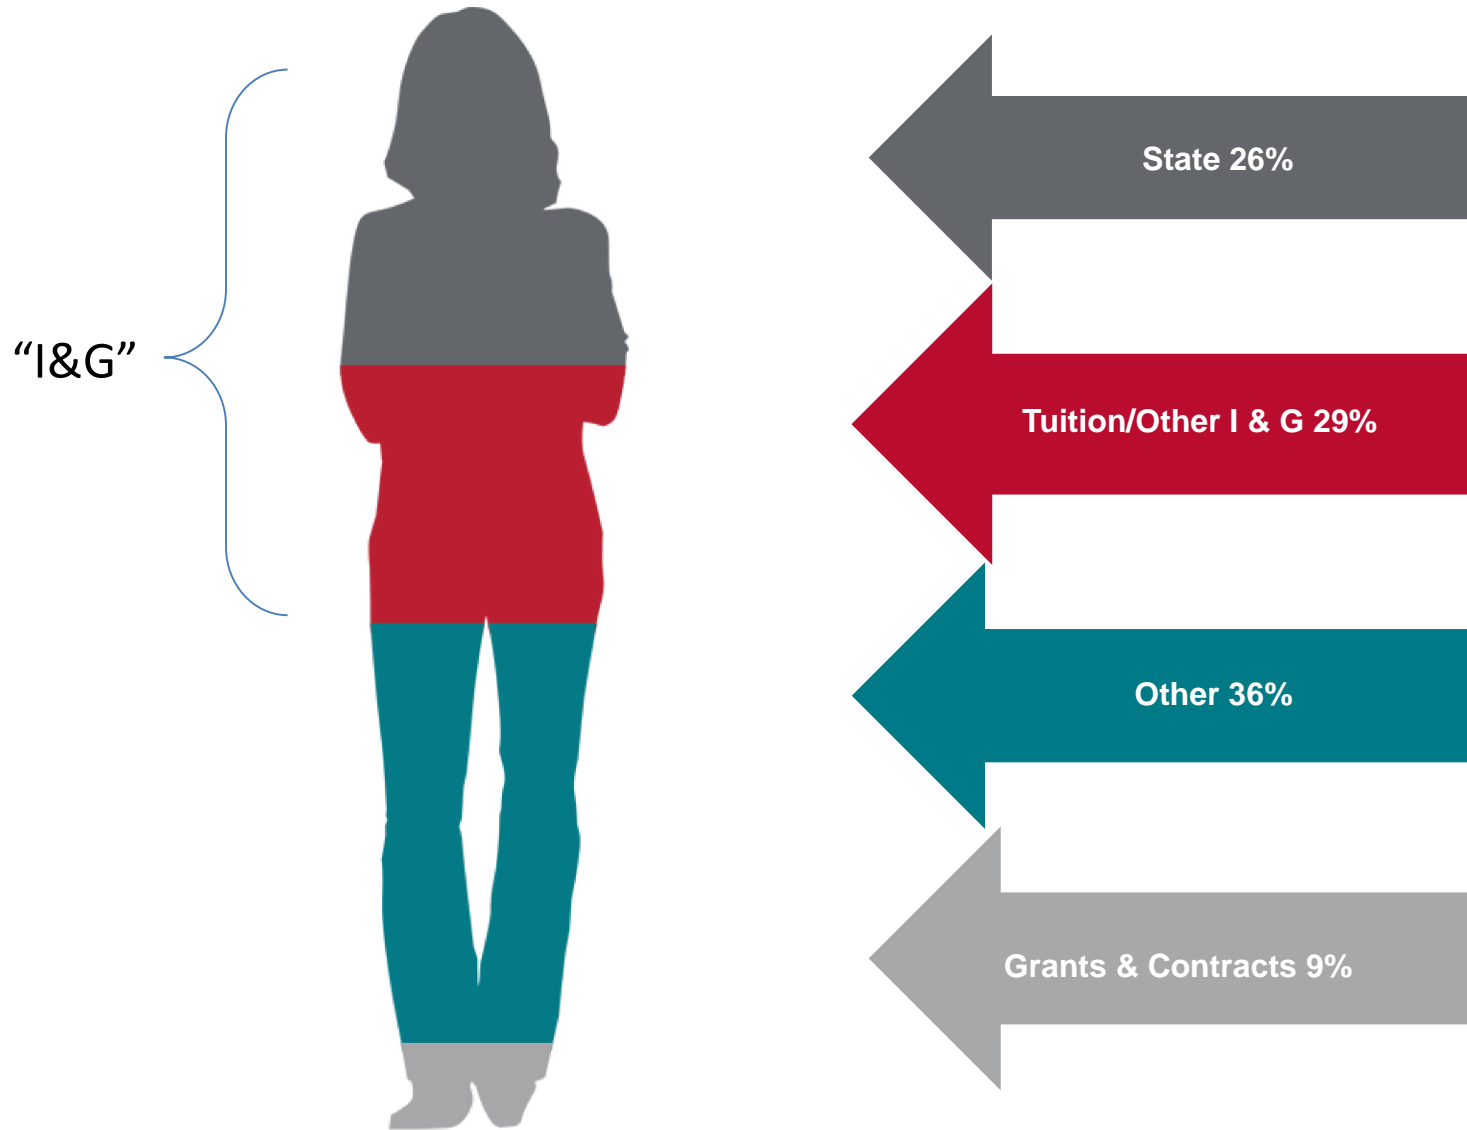 State 26%
“I&G”
Tuition/Other I & G 29%
Other 36%
Grants & Contracts 9%